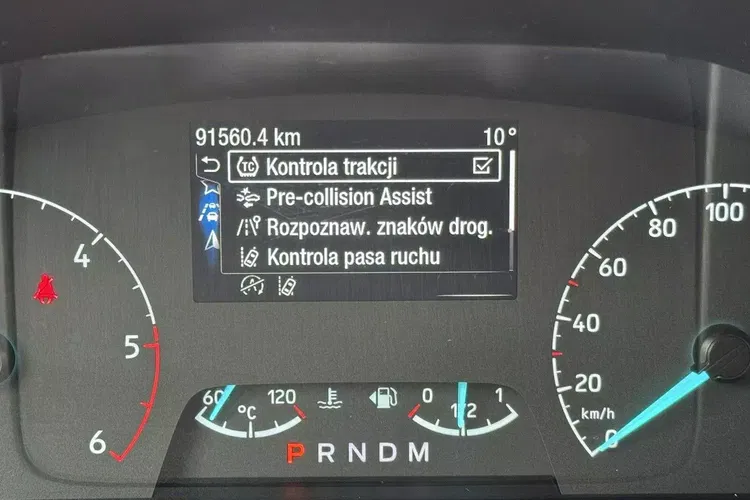 91560.4 km 10°
TC Kontrola trakcji
Pre-collision Assist
Rozpoznaw. znaków drog.
Kontrola pasa ruchu
A
4
5
6
100
80
60
40
20
km/h
0
60 °C 120
0 1/2 1
P R N D M